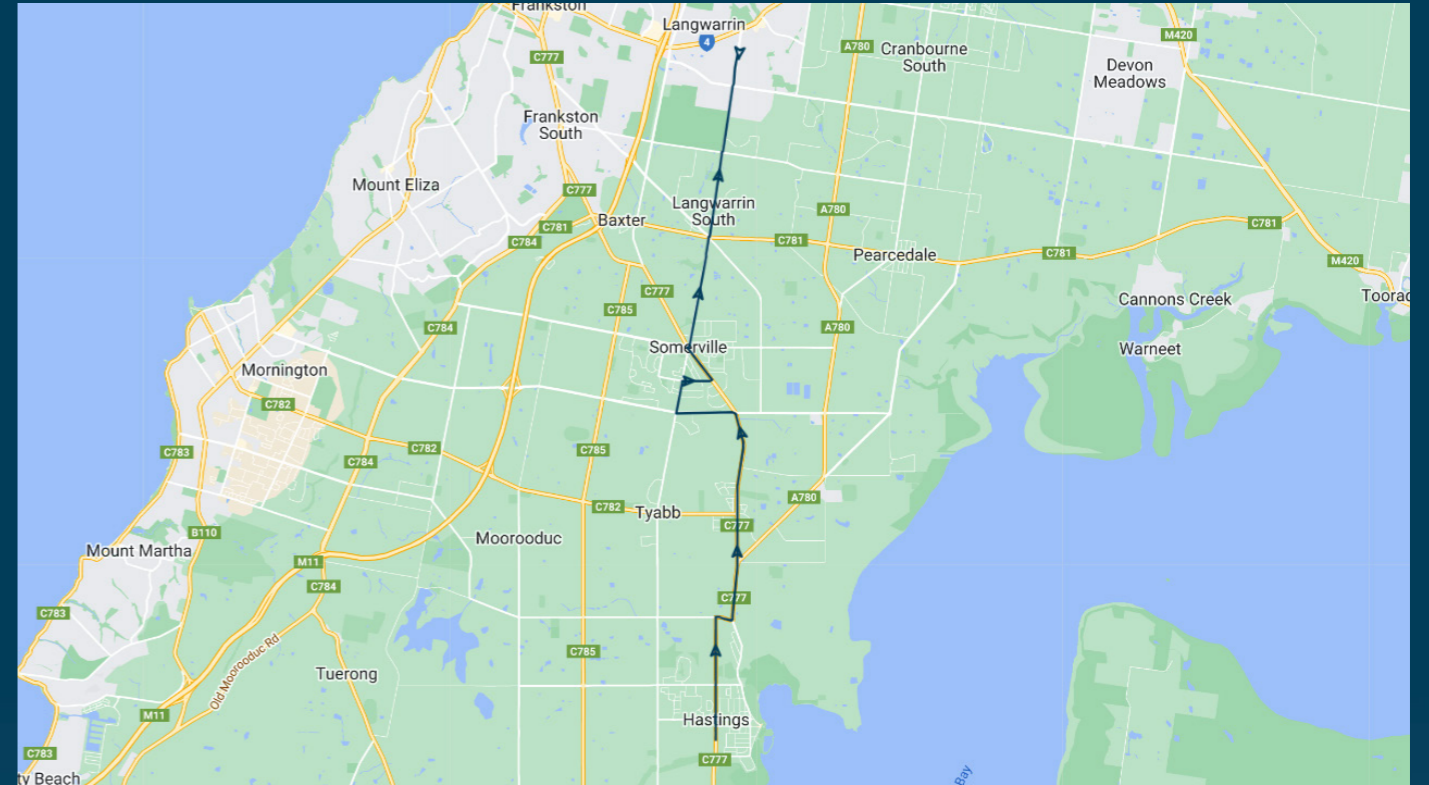 Frankston
Langwarrin
4
C777
A780
Cranbourne
South
M420
Devon
Meadows
Frankston
South
Mount Eliza
C777
Langwarrin
South
A780
Baxter
C781
C784
C781
C781
C781
Pearcedale
M420
C777
C785
C784
A780
Cannons Creek
Toorad
Somerville
Warneet
Mornington
C782
C783
C784
C782
C785
C782
Tyabb
A780
C777
B110
Moorooduc
Mount Martha
M11
C784
C777
C783
Old Moorooduc Rd
C785
Tuerong
M11
Hastings
C783
C777
ty Beach
Bay